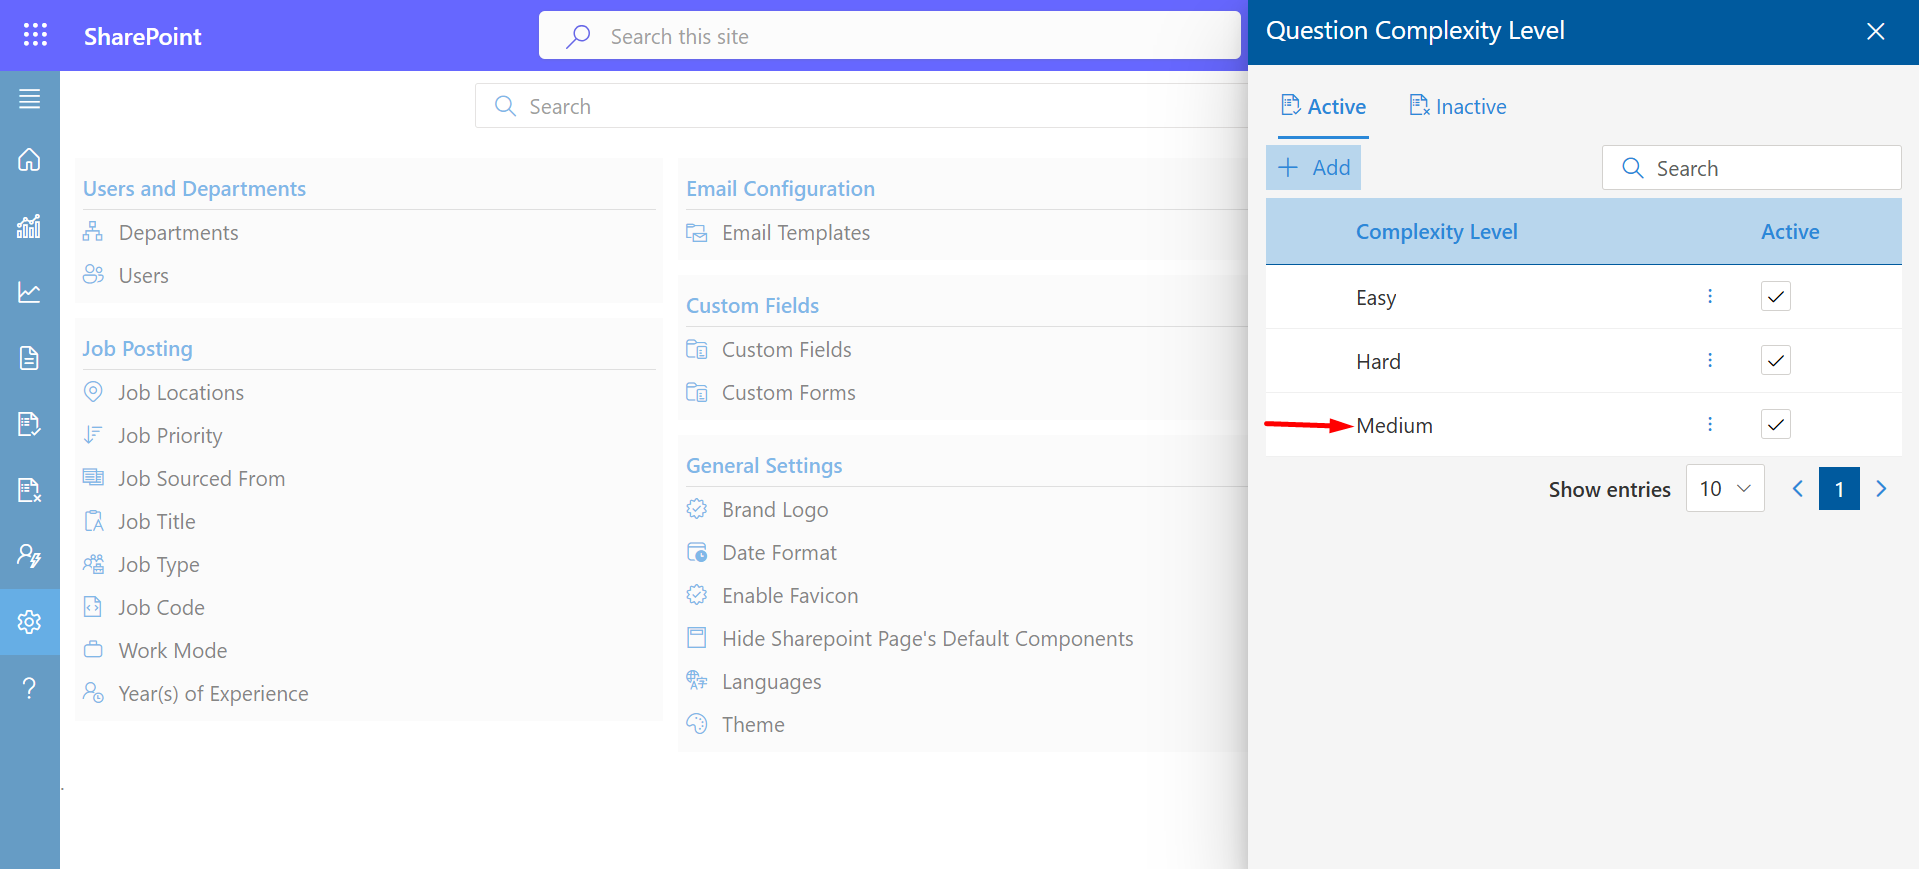 SharePoint
Search this site
Search
Users and Departments
Departments
Users
Job Posting
Job Locations
Job Priority
Job Sourced From
Job Title
Job Type
Job Code
Work Mode
Year(s) of Experience
Email Configuration
Email Templates
Custom Fields
Custom Fields
Custom Forms
General Settings
Brand Logo
Date Format
Enable Favicon
Hide Sharepoint Page's Default Components
Languages
Theme
Question Complexity Level
Active Inactive
Add Search
Complexity Level Active
Easy
Hard
Medium
Show entries 10 1